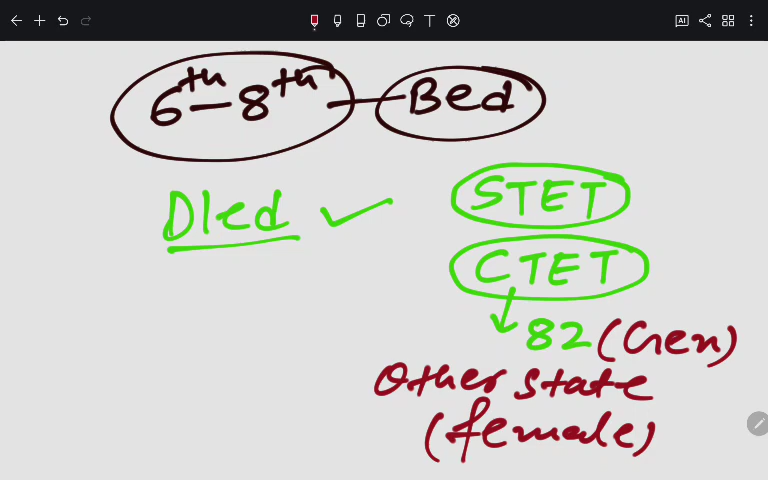 6th - 8th - Bed
Dled ✓ STET
CTET
↓ 82 (Gen)
Other state
(female)